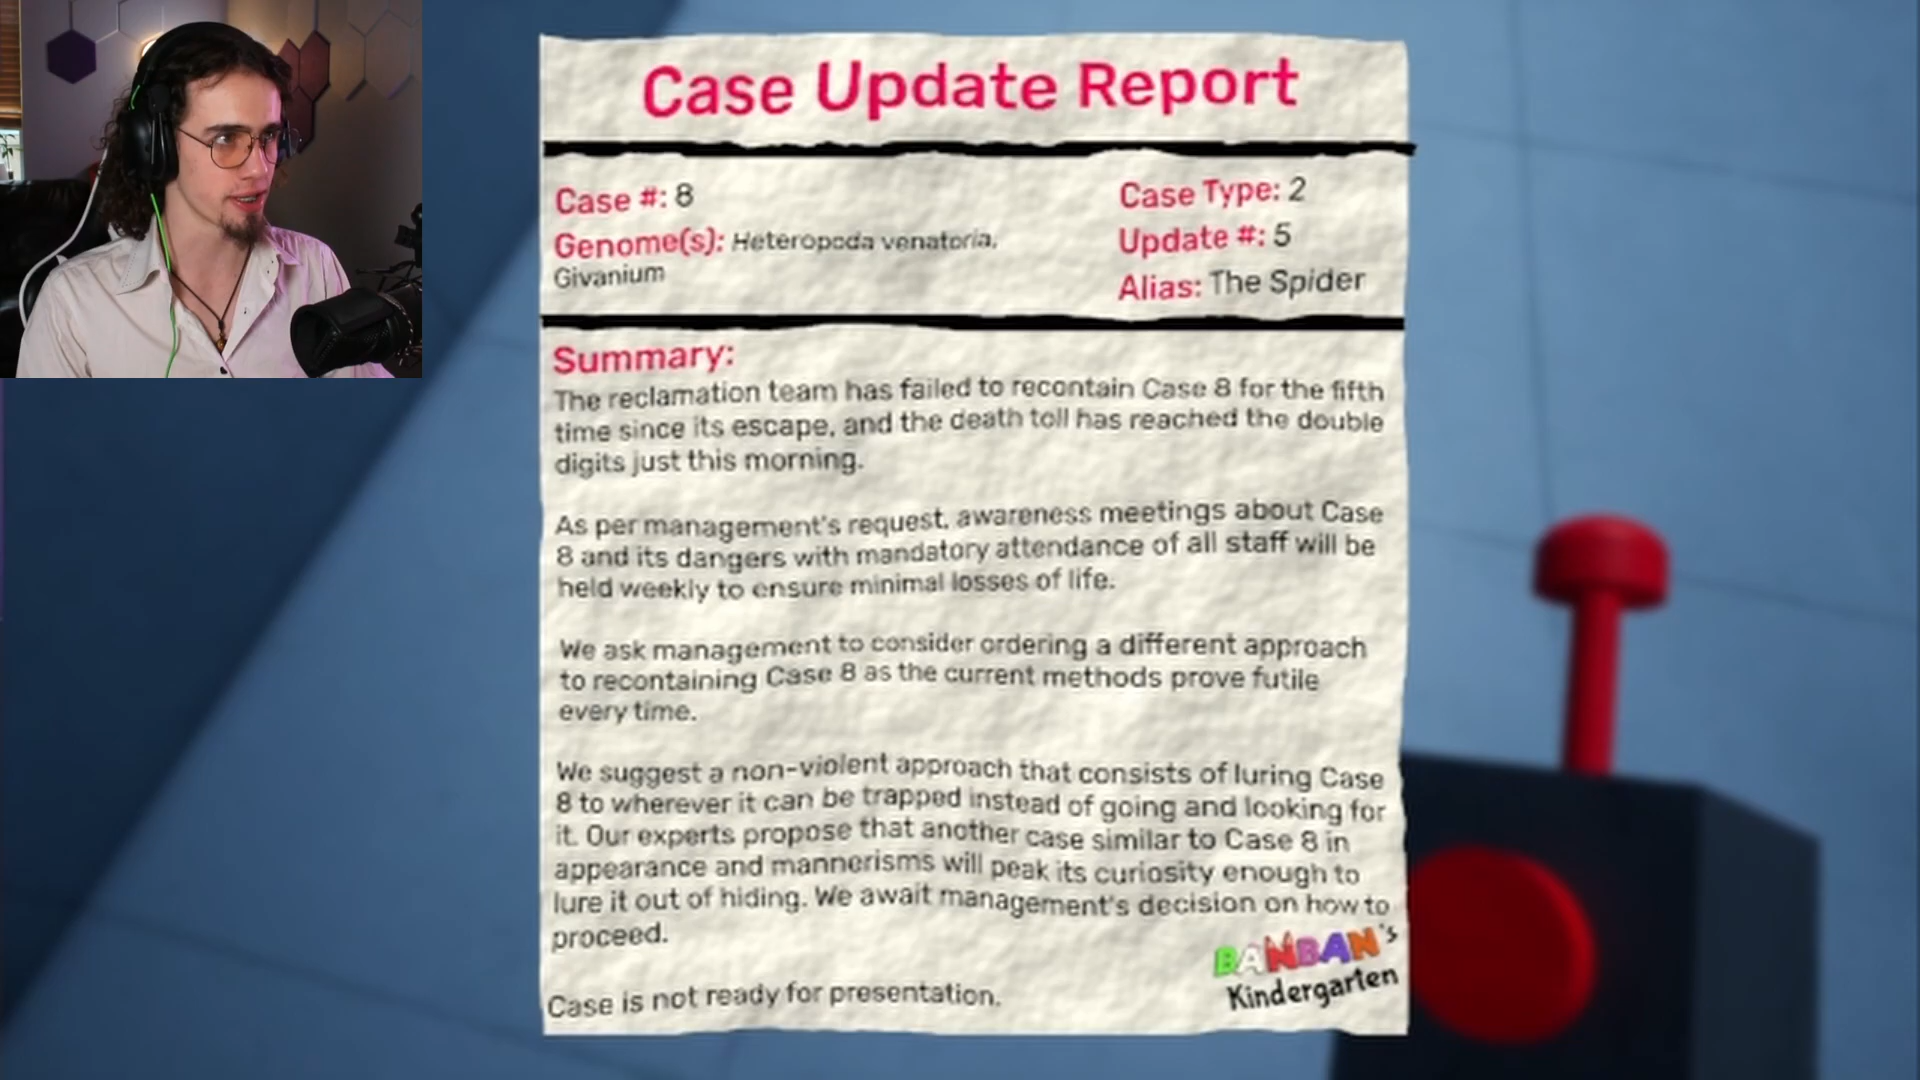 Case Update Report
Case #: 8
Genome(s): Heteropoda venatoria,
Givanium
Case Type: 2
Update #: 5
Alias: The Spider
Summary:
The reclamation team has failed to recontain Case 8 for the fifth
time since its escape, and the death toll has reached the double
digits just this morning.
As per management's request, awareness meetings about Case
8 and its dangers with mandatory attendance of all staff will be
held weekly to ensure minimal losses of life.
We ask management to consider ordering a different approach
to recontaining Case 8 as the current methods prove futile
every time.
We suggest a non-violent approach that consists of luring Case
8 to wherever it can be trapped instead of going and looking for
it. Our experts propose that another case similar to Case 8 in
appearance and mannerisms will peak its curiosity enough to
lure it out of hiding. We await management's decision on how to
proceed.
Case is not ready for presentation.
BANBAN's
Kindergarten